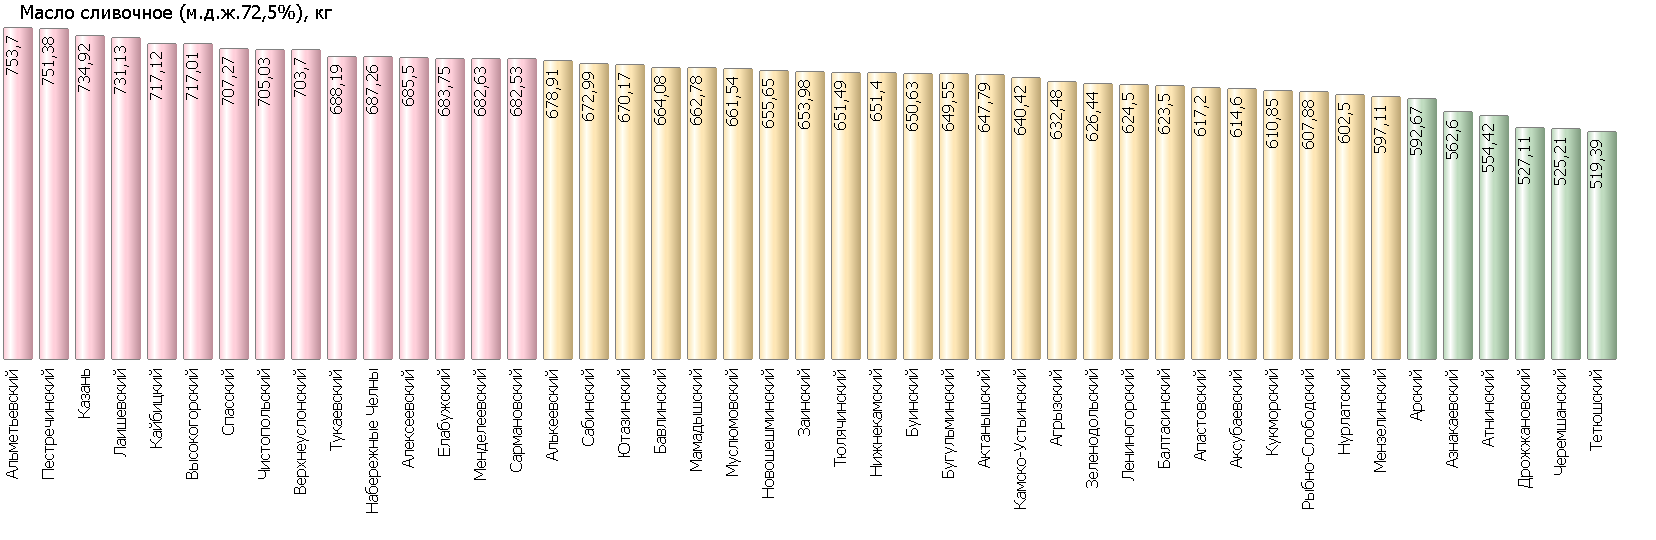 Масло сливочное (м.д.ж.72,5%), кг
753,7
751,38
734,92
731,13
717,12
717,01
707,27
705,03
703,7
688,19
687,26
685,5
683,75
682,63
682,53
678,91
672,99
670,17
664,08
662,78
661,54
655,65
653,98
651,49
651,4
650,63
649,55
647,79
640,42
632,48
626,44
624,5
623,5
617,2
614,6
610,85
607,88
602,5
597,11
592,67
562,6
554,42
527,11
525,21
519,39
Альметьевский
Пестречинский
Казань
Лаишевский
Кайбицкий
Высокогорский
Спасский
Чистопольский
Верхнеуслонский
Тукаевский
Набережные Челны
Алексеевский
Елабужский
Менделеевский
Сармановский
Алькеевский
Сабинский
Ютазинский
Бавлинский
Мамадышский
Муслюмовский
Новошешминский
Заинский
Тюлячинский
Нижнекамский
Буинский
Бугульминский
Актанышский
Камско-Устьинский
Агрызский
Зеленодольский
Лениногорский
Балтасинский
Апастовский
Аксубаевский
Кукморский
Рыбно-Слободский
Нурлатский
Мензелинский
Арский
Азнакаевский
Атнинский
Дрожжановский
Черемшанский
Тетюшский